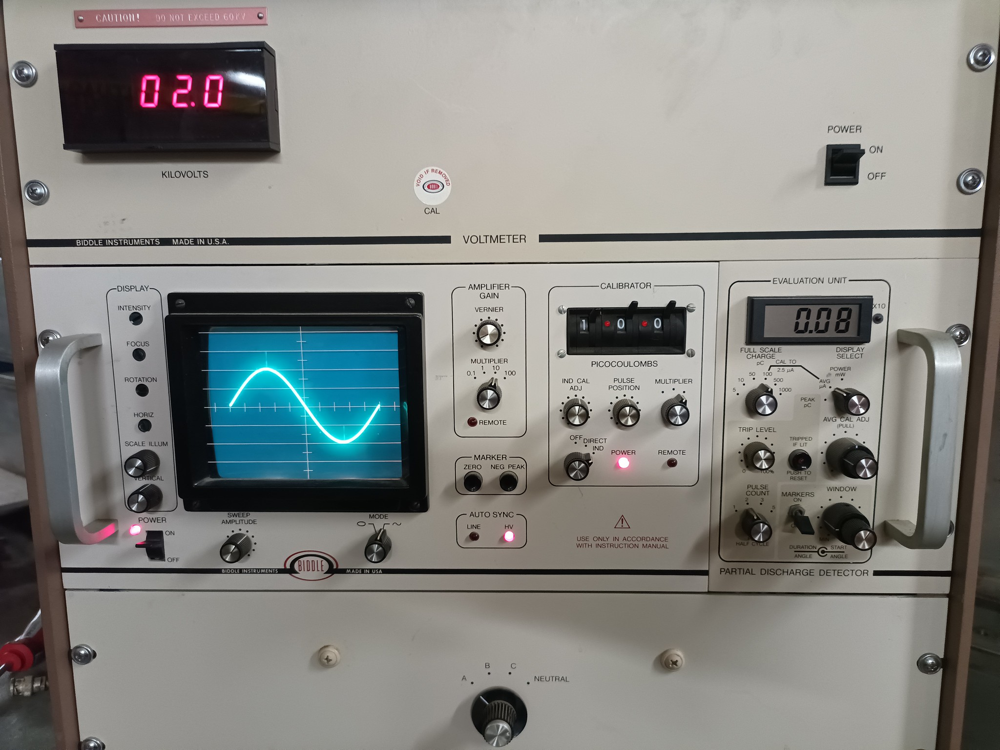 CAUTION! DO NOT EXCEED 60 KV
02.0
KILOVOLTS
POWER
ON
OFF
VOID IF REMOVED
BIDDLE
CAL
BIDDLE INSTRUMENTS MADE IN U.S.A.
VOLTMETER
DISPLAY
INTENSITY
FOCUS
ROTATION
HORIZ
SCALE ILLUM
VERTICAL
POWER
ON
OFF
SWEEP
AMPLITUDE
MODE
BIDDLE INSTRUMENTS
BIDDLE
MADE IN USA
AMPLIFIER
GAIN
VERNIER
MULTIPLIER
0.1 1 10 100
REMOTE
MARKER
ZERO NEG PEAK
AUTO SYNC
LINE HV
CALIBRATOR
1 0 0
PICOCOULOMBS
IND CAL
ADJ
PULSE
POSITION
MULTIPLIER
OFF
DIRECT
IND
POWER
REMOTE
USE ONLY IN ACCORDANCE
WITH INSTRUCTION MANUAL
EVALUATION UNIT
0.08
X10
FULL SCALE
CHARGE
pC
DISPLAY
SELECT
CAL TO
2.5 µA
5 10 50 100 500 1000
POWER
mW
AVG
µA
PEAK
pC
AVG CAL ADJ
(PULL)
TRIP LEVEL
0 100%
TRIPPED
IF LIT
PUSH TO
RESET
PULSE
COUNT
1 2 3 5
HALF CYCLE
MARKERS
ON
WINDOW
MIN
DURATION
ANGLE
START
ANGLE
PARTIAL DISCHARGE DETECTOR
A B C NEUTRAL